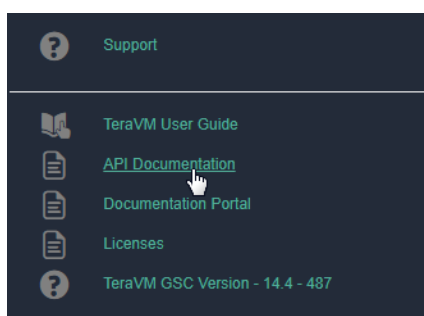 Support
TeraVM User Guide
API Documentation
Documentation Portal
Licenses
TeraVM GSC Version - 14.4 - 487